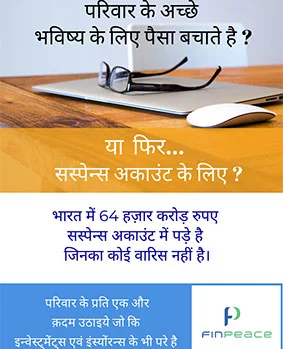 परिवार के अच्छे
भविष्य के लिए पैसा बचाते है ?
या फिर...
सस्पेन्स अकाउंट के लिए ?
भारत में 64 हज़ार करोड़ रुपए
सस्पेन्स अकाउंट में पड़े है
जिनका कोई वारिस नहीं है।
परिवार के प्रति एक और
क़दम उठाइये जो कि
इन्वेस्ट्मेंट्स एवं इंस्योंरन्स के भी परे है
FINPEACE